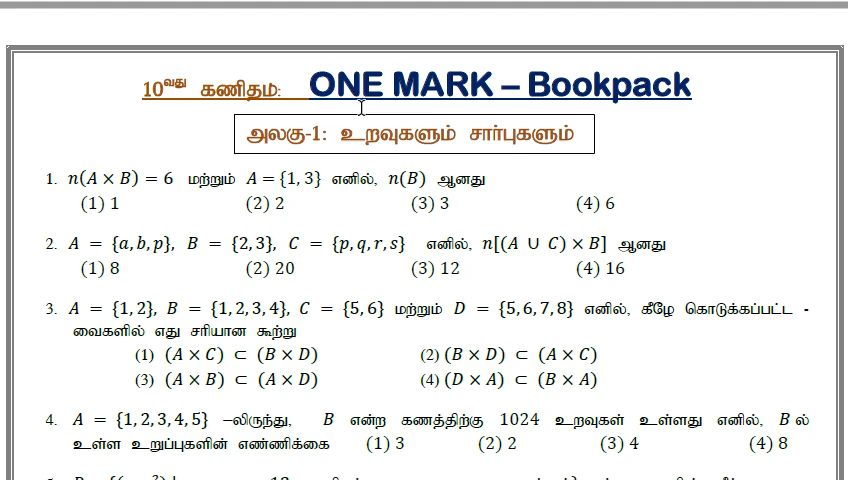 10வது கணிதம்: ONE MARK – Bookpack
அலகு-1: உறவுகளும் சார்புகளும்
1. n(A × B) = 6 மற்றும் A = {1, 3} எனில், n(B) ஆனது
(1) 1 (2) 2 (3) 3 (4) 6
2. A = {a, b, p}, B = {2, 3}, C = {p, q, r, s} எனில், n[(A ∪ C) × B] ஆனது
(1) 8 (2) 20 (3) 12 (4) 16
3. A = {1, 2}, B = {1, 2, 3, 4}, C = {5, 6} மற்றும் D = {5, 6, 7, 8} எனில், கீழே கொடுக்கப்பட்ட -
வைகளில் எது சரியான கூற்று
(1) (A × C) ⊂ (B × D) (2) (B × D) ⊂ (A × C)
(3) (A × B) ⊂ (A × D) (4) (D × A) ⊂ (B × A)
4. A = {1, 2, 3, 4, 5} –லிருந்து, B என்ற கணத்திற்கு 1024 உறவுகள் உள்ளது எனில், B ல்
உள்ள உறுப்புகளின் எண்ணிக்கை (1) 3 (2) 2 (3) 4 (4) 8